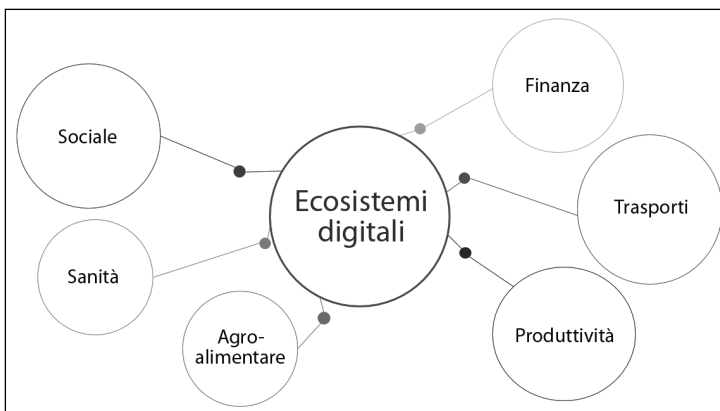 Finanza
Sociale
Ecosistemi
digitali
Trasporti
Sanità
Agro-
alimentare
Produttività